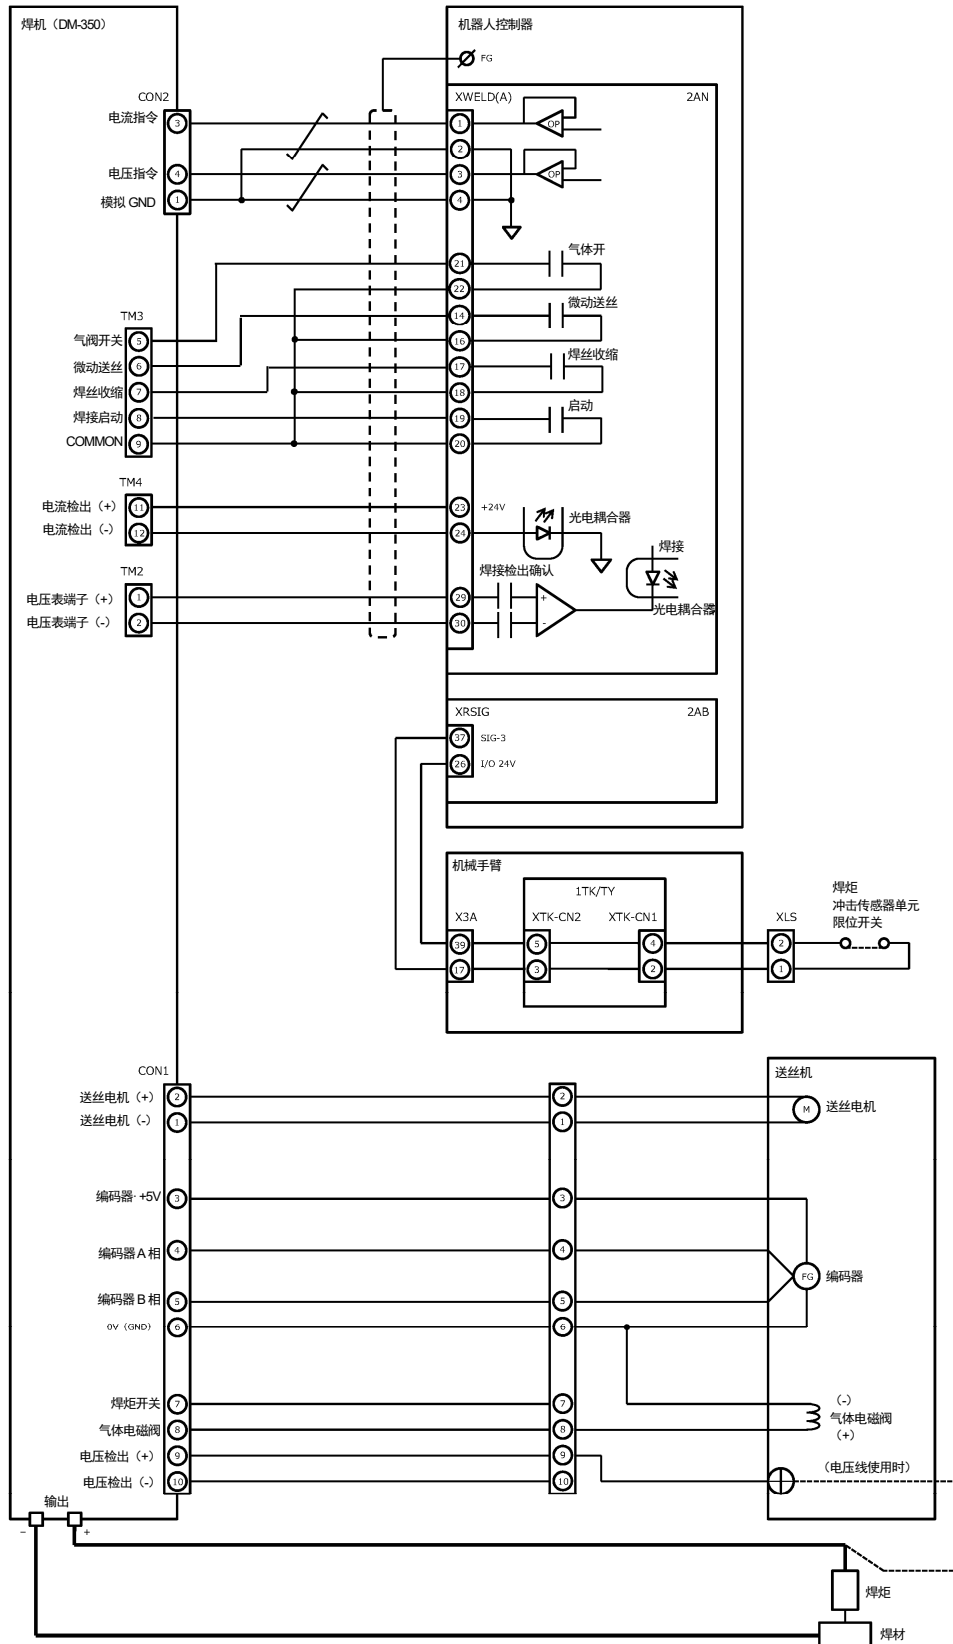 焊机（DM-350）
机器人控制器
FG
CON2
XWELD(A)
2AN
电流指令
3
1
OP
2
电压指令
4
3
OP
模拟 GND
1
4
21
气体开
22
TM3
14
微动送丝
气阀开关
5
16
微动送丝
6
17
焊丝收缩
焊丝收缩
7
18
焊接启动
8
19
启动
COMMON
9
20
TM4
电流检出（+）
11
23
+24V
光电耦合器
电流检出（-）
12
24
焊接
TM2
焊接检出确认
电压表端子（+）
1
29
+
光电耦合器
电压表端子（-）
2
30
-
XRSIG
2AB
37
SIG-3
26
I/O 24V
机械手臂
1TK/TY
焊炬
冲击传感器单元
限位开关
X3A
XTK-CN2
XTK-CN1
XLS
39
5
4
2
17
3
2
1
CON1
送丝机
送丝电机（+）
2
2
M
送丝电机
送丝电机（-）
1
1
编码器· +5V
3
3
编码器 A 相
4
4
FG
编码器
编码器 B 相
5
5
0V（GND）
6
6
焊炬开关
7
7
（-）
气体电磁阀
8
8
气体电磁阀
（+）
电压检出（+）
9
9
电压检出（-）
10
10
（电压线使用时）
输出
−
+
焊炬
焊材